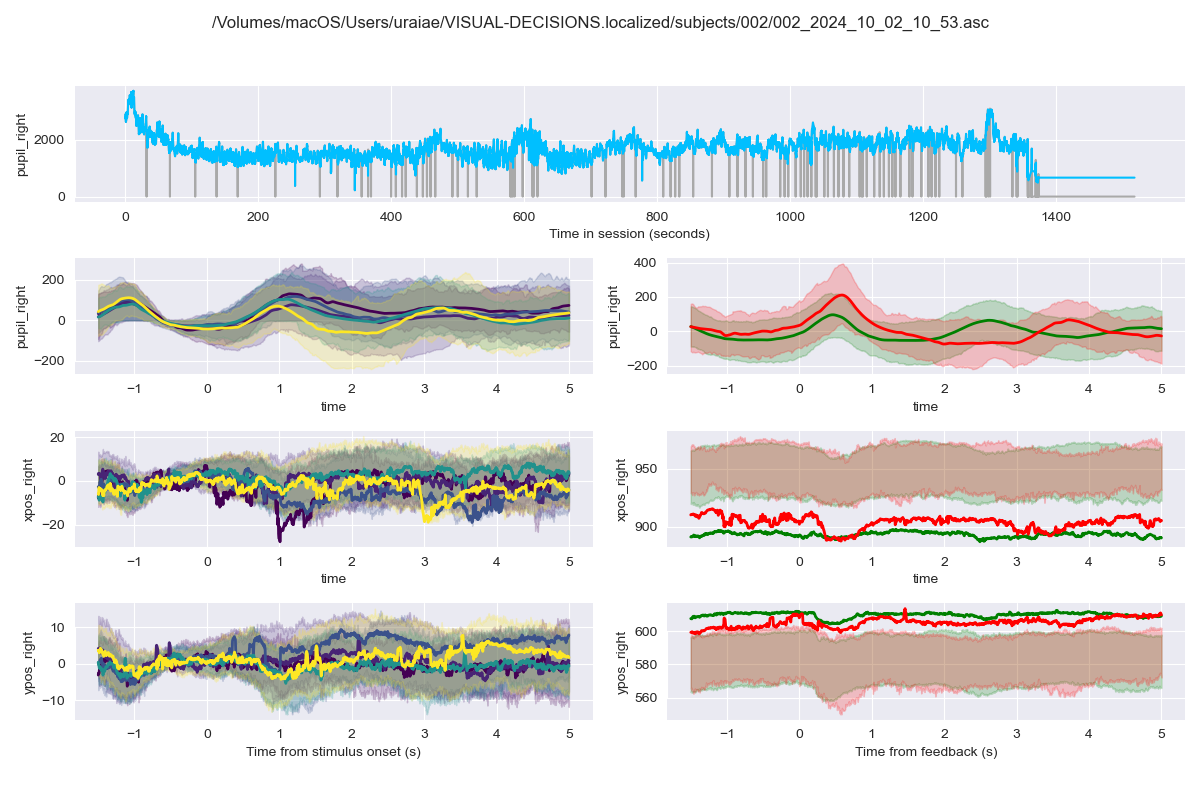 /Volumes/macOS/Users/uraiae/VISUAL-DECISIONS.localized/subjects/002/002_2024_10_02_10_53.asc
pupil_right
2000
0
0 200 400 600 800 1000 1200 1400
Time in session (seconds)
pupil_right
200
0
−200
−1 0 1 2 3 4 5
time
pupil_right
400
200
0
−200
−1 0 1 2 3 4 5
time
xpos_right
20
0
−20
−1 0 1 2 3 4 5
time
xpos_right
950
900
−1 0 1 2 3 4 5
time
ypos_right
10
0
−10
−1 0 1 2 3 4 5
Time from stimulus onset (s)
ypos_right
600
580
560
−1 0 1 2 3 4 5
Time from feedback (s)